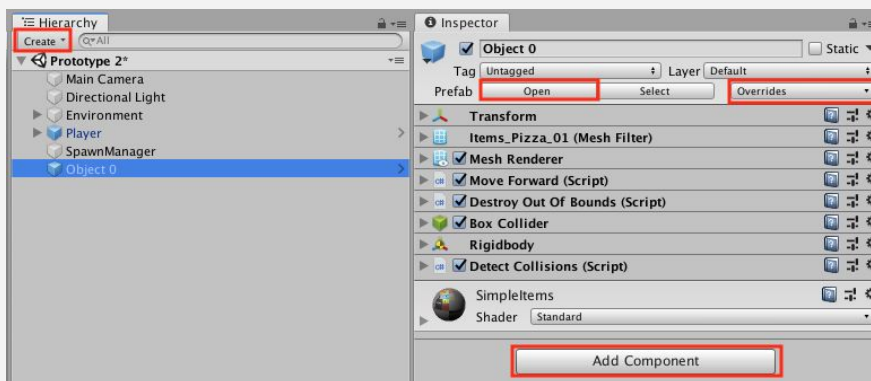 Hierarchy
Create
All
Prototype 2*
Main Camera
Directional Light
Environment
Player
SpawnManager
Object 0
Inspector
Object 0
Static
Tag Untagged Layer Default
Prefab Open Select Overrides
Transform
Items_Pizza_01 (Mesh Filter)
Mesh Renderer
c# Move Forward (Script)
c# Destroy Out Of Bounds (Script)
Box Collider
Rigidbody
c# Detect Collisions (Script)
SimpleItems
Shader Standard
Add Component